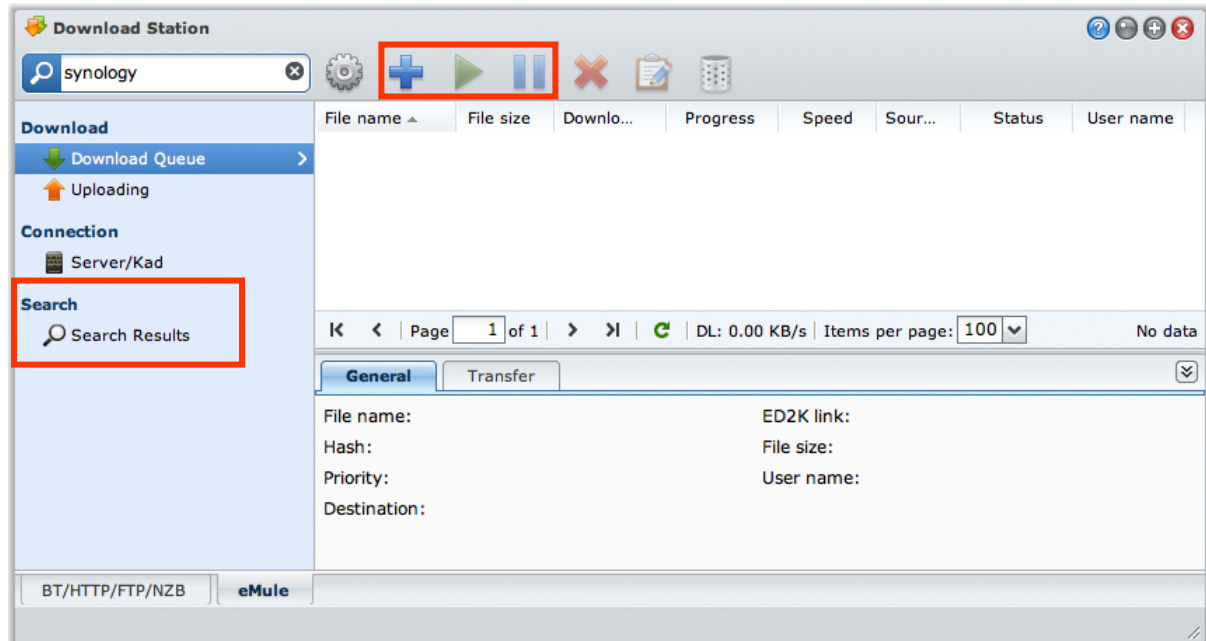 Download Station
synology
Download
Download Queue
Uploading
Connection
Server/Kad
Search
Search Results
File name File size Downlo... Progress Speed Sour... Status User name
Page 1 of 1 DL: 0.00 KB/s Items per page: 100 No data
General Transfer
File name: ED2K link:
Hash: File size:
Priority: User name:
Destination:
BT/HTTP/FTP/NZB eMule